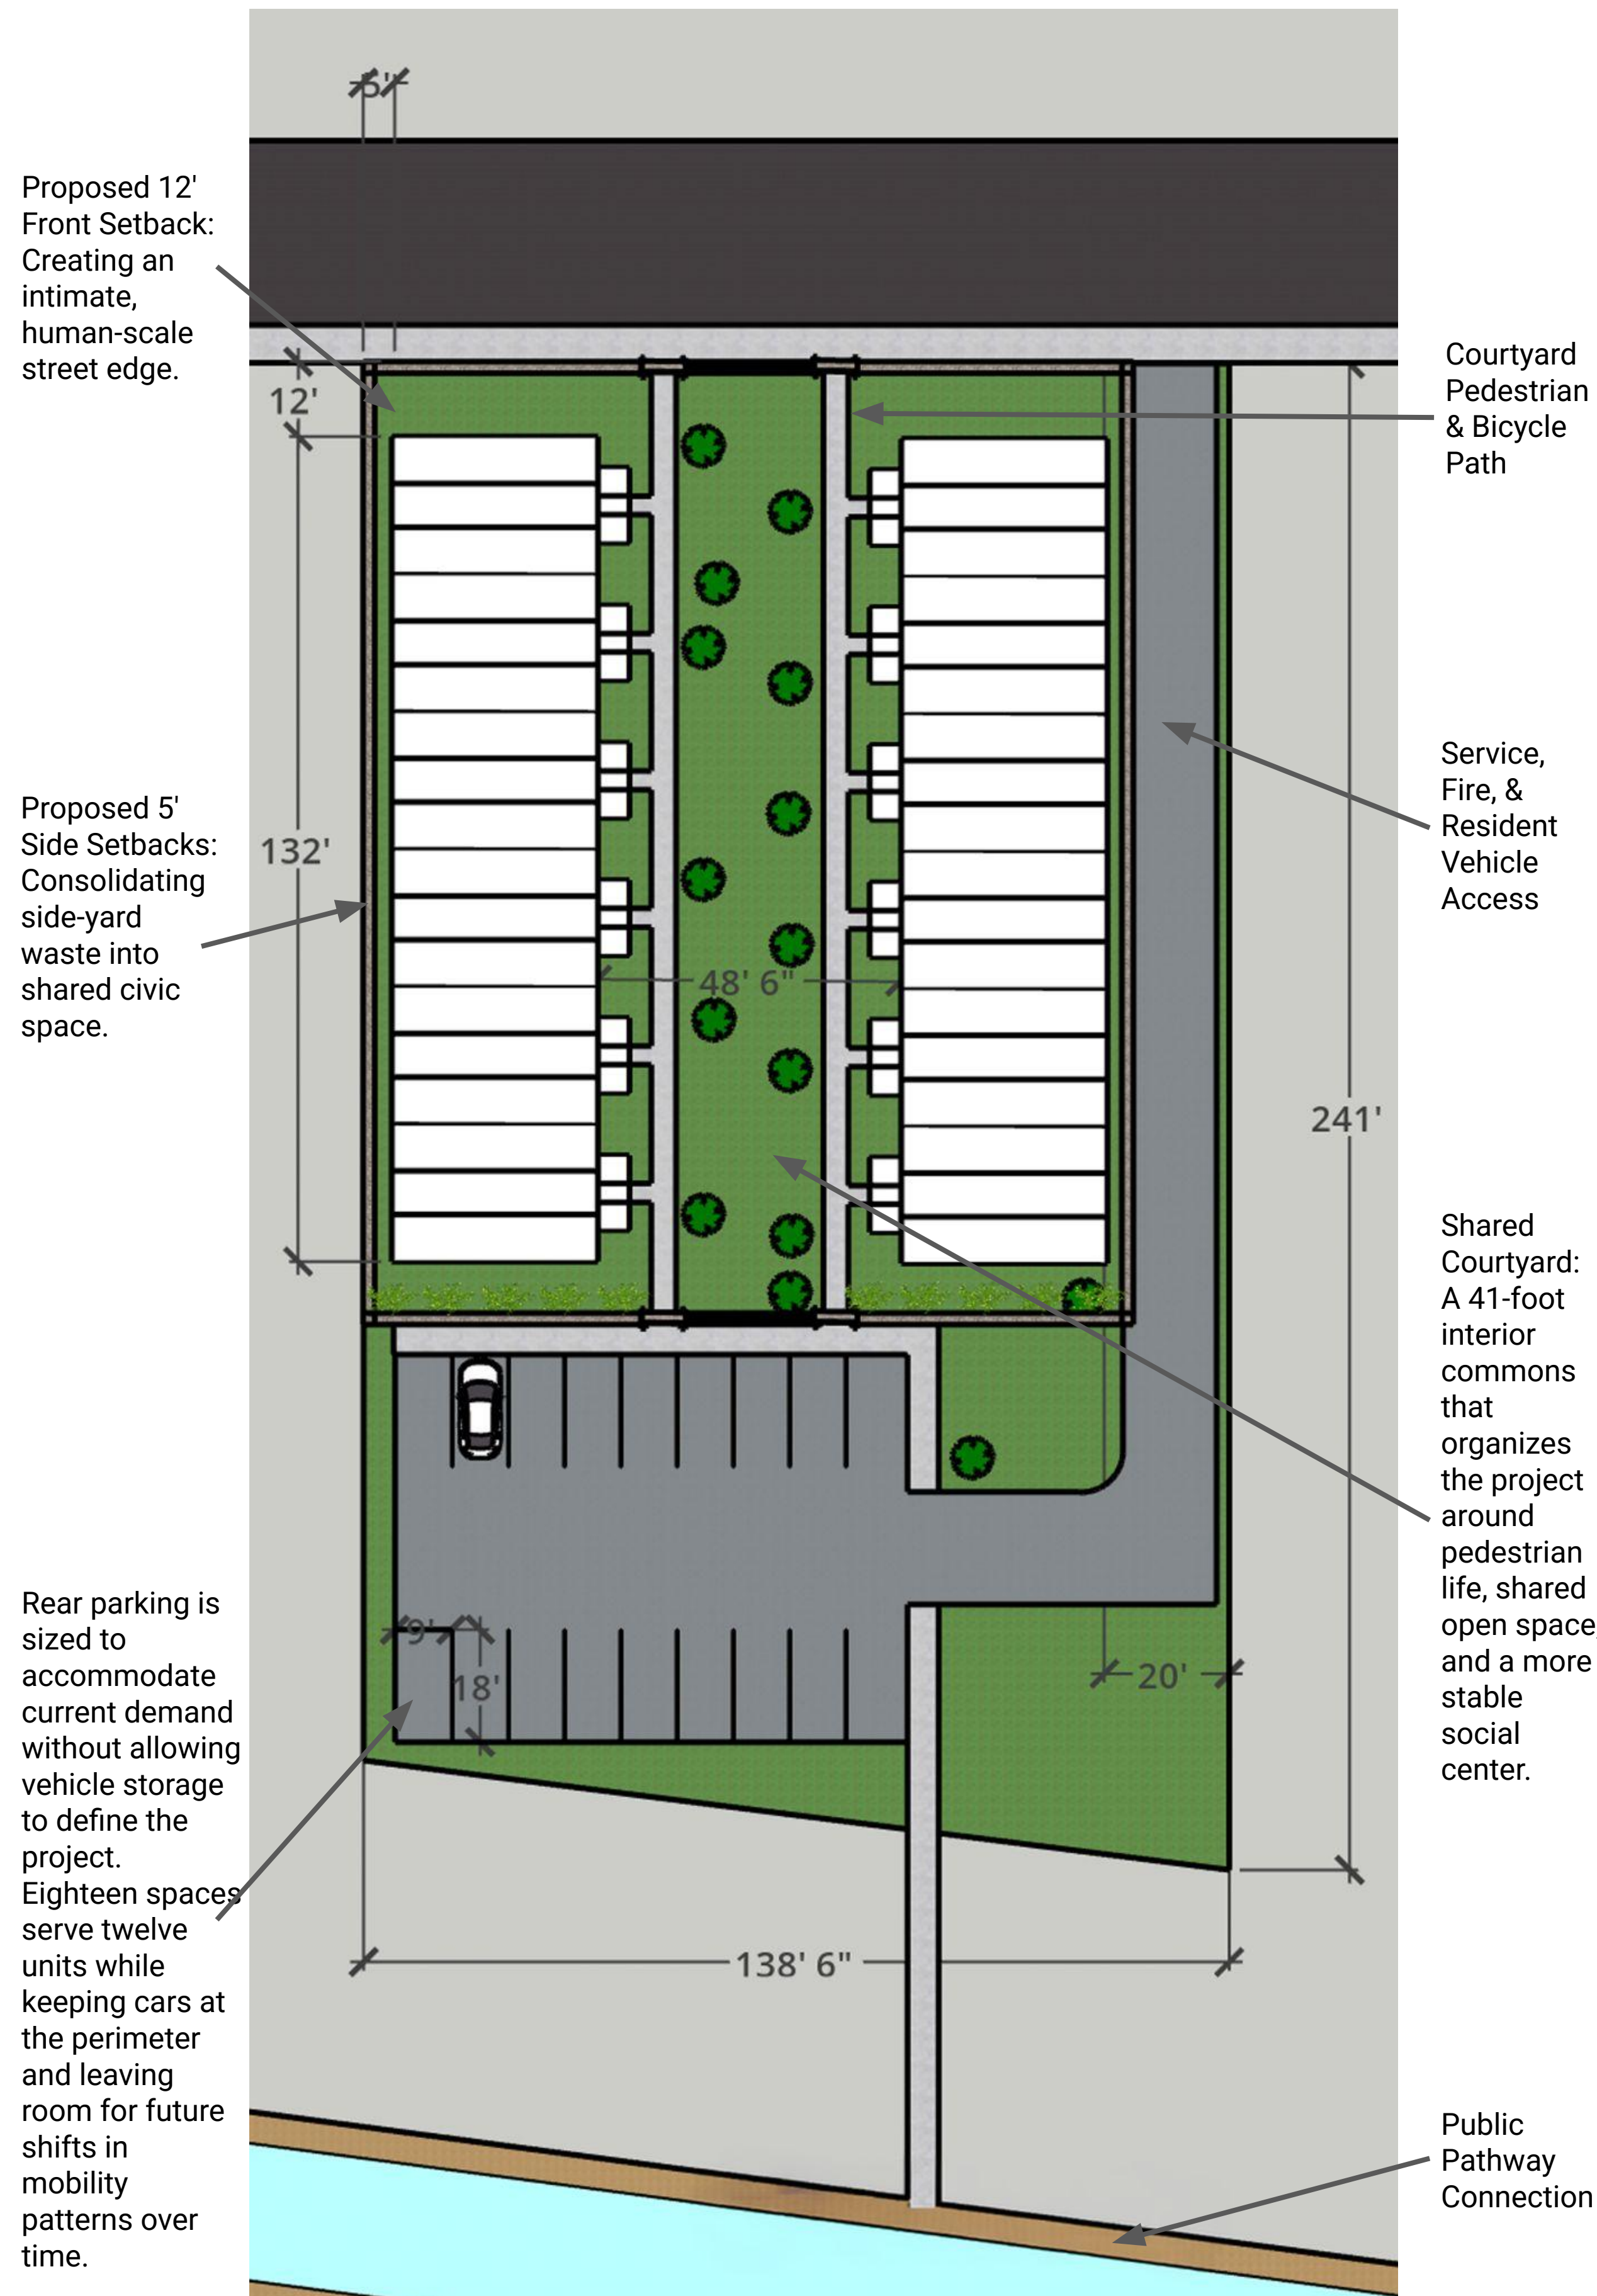 5'
Proposed 12'
Front Setback:
Creating an
intimate,
human-scale
street edge.
12'
Courtyard
Pedestrian
& Bicycle
Path
Service,
Fire, &
Resident
Vehicle
Access
Proposed 5'
Side Setbacks:
Consolidating
side-yard
waste into
shared civic
space.
132'
48' 6"
241'
Shared
Courtyard:
A 41-foot
interior
commons
that
organizes
the project
around
pedestrian
life, shared
open space,
and a more
stable
social
center.
Rear parking is
sized to
accommodate
current demand
without allowing
vehicle storage
to define the
project.
Eighteen spaces
serve twelve
units while
keeping cars at
the perimeter
and leaving
room for future
shifts in
mobility
patterns over
time.
9'
18'
20'
138' 6"
Public
Pathway
Connection